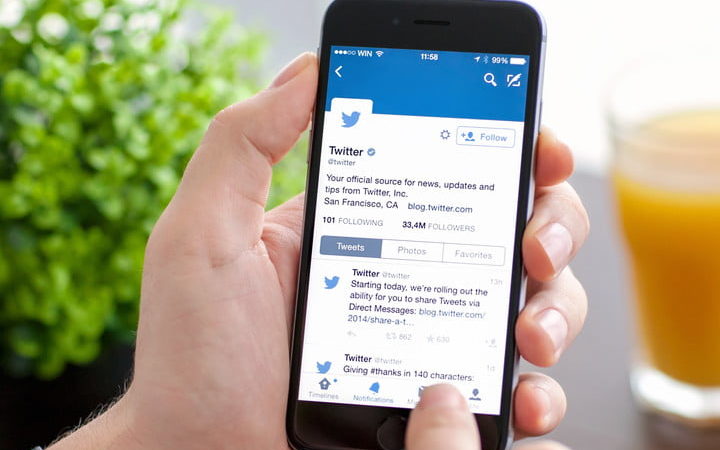 WIN 11:58 99%
Follow
Twitter
@twitter
Your official source for news, updates and
tips from Twitter, Inc.
San Francisco, CA blog.twitter.com
101 FOLLOWING 33,4M FOLLOWERS
Tweets Photos Favorites
Twitter @twitter 13h
Starting today, we're rolling out the
ability for you to share Tweets via
Direct Messages: blog.twitter.com/
2014/share-a-t...
862 630
Twitter @twitter 1d
Giving #thanks in 140 characters:
Timelines Notifications